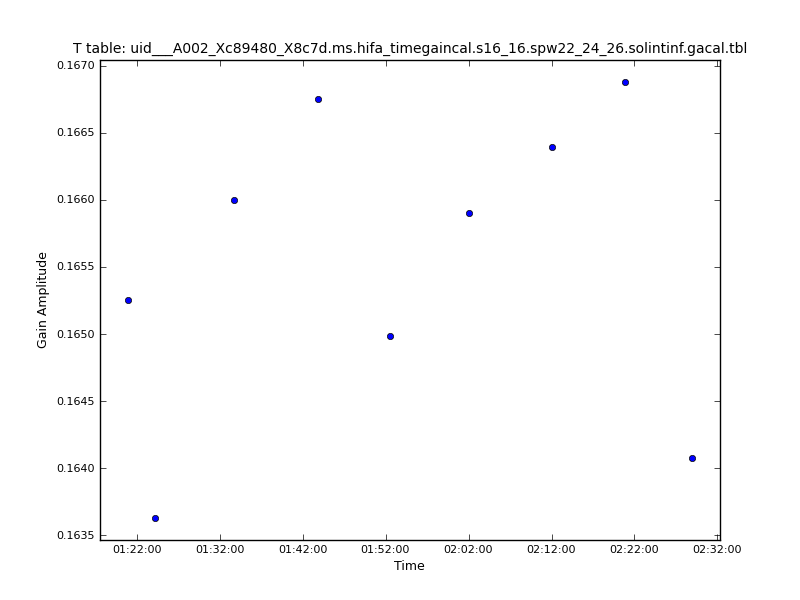 T table: uid___A002_Xc89480_X8c7d.ms.hifa_timegaincal.s16_16.spw22_24_26.solintinf.gacal.tbl
0.1670
0.1665
0.1660
0.1655
0.1650
0.1645
0.1640
0.1635
Gain Amplitude
01:22:00 01:32:00 01:42:00 01:52:00 02:02:00 02:12:00 02:22:00 02:32:00
Time